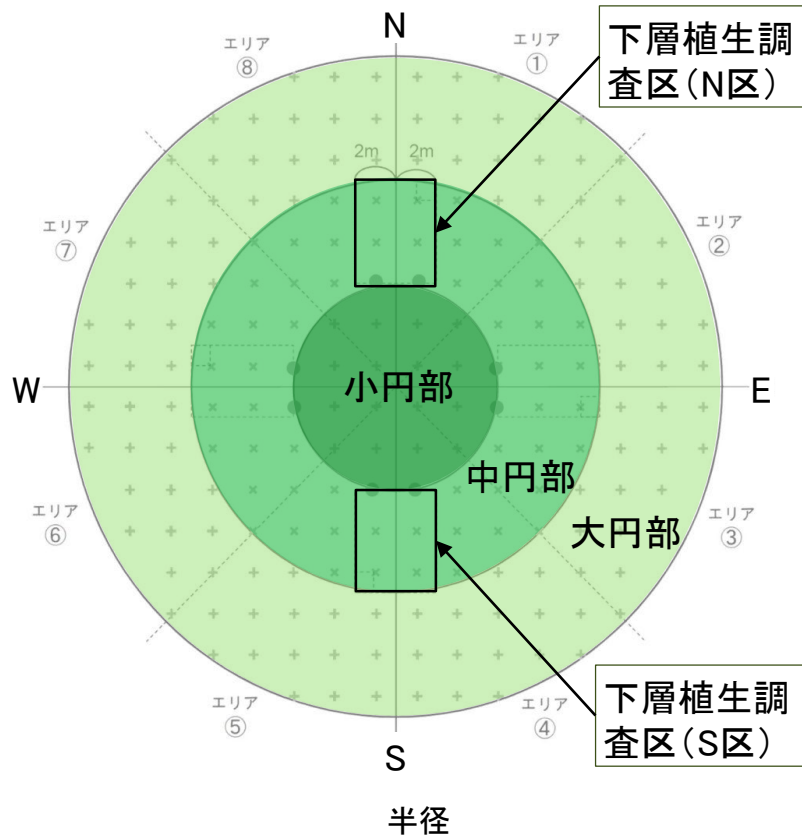 N
エリア
⑧
エリア
①
下層植生調
査区（N区）
2m
2m
エリア
⑦
エリア
②
W
小円部
E
中円部
大円部
エリア
⑥
エリア
③
下層植生調
査区（S区）
エリア
⑤
エリア
④
S
半径